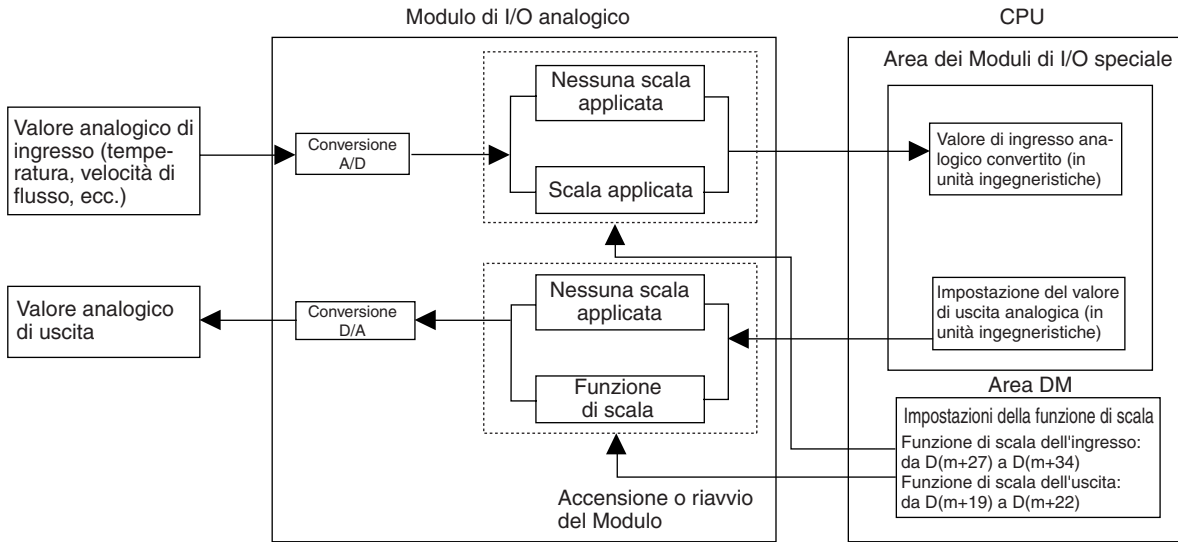 Modulo di I/O analogico
CPU
Area dei Moduli di I/O speciale
Nessuna scala
applicata
Valore analogico di
ingresso (tempe-
ratura, velocità di
flusso, ecc.)
Conversione
A/D
Scala applicata
Valore di ingresso ana-
logico convertito (in
unità ingegneristiche)
Nessuna scala
applicata
Valore analogico
di uscita
Conversione
D/A
Funzione
di scala
Impostazione del valore
di uscita analogica (in
unità ingegneristiche)
Area DM
Impostazioni della funzione di scala
Funzione di scala dell'ingresso:
da D(m+27) a D(m+34)
Funzione di scala dell'uscita:
da D(m+19) a D(m+22)
Accensione o riavvio
del Modulo